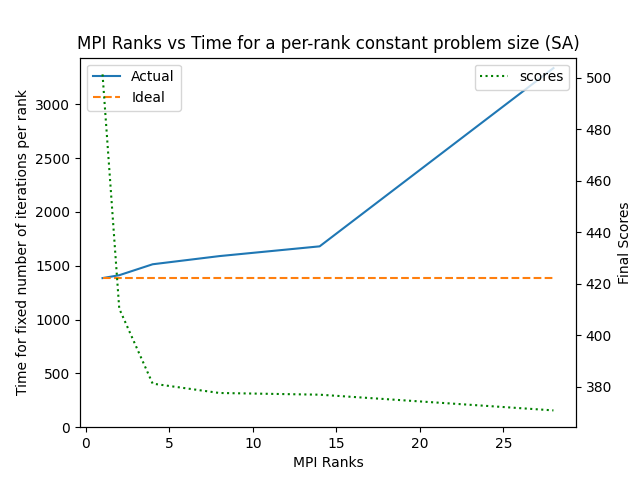 MPI Ranks vs Time for a per-rank constant problem size (SA)
Actual
Ideal
scores
Time for fixed number of iterations per rank
3000
2500
2000
1500
1000
500
0
500
480
460
440
420
400
380
Final Scores
0 5 10 15 20 25
MPI Ranks